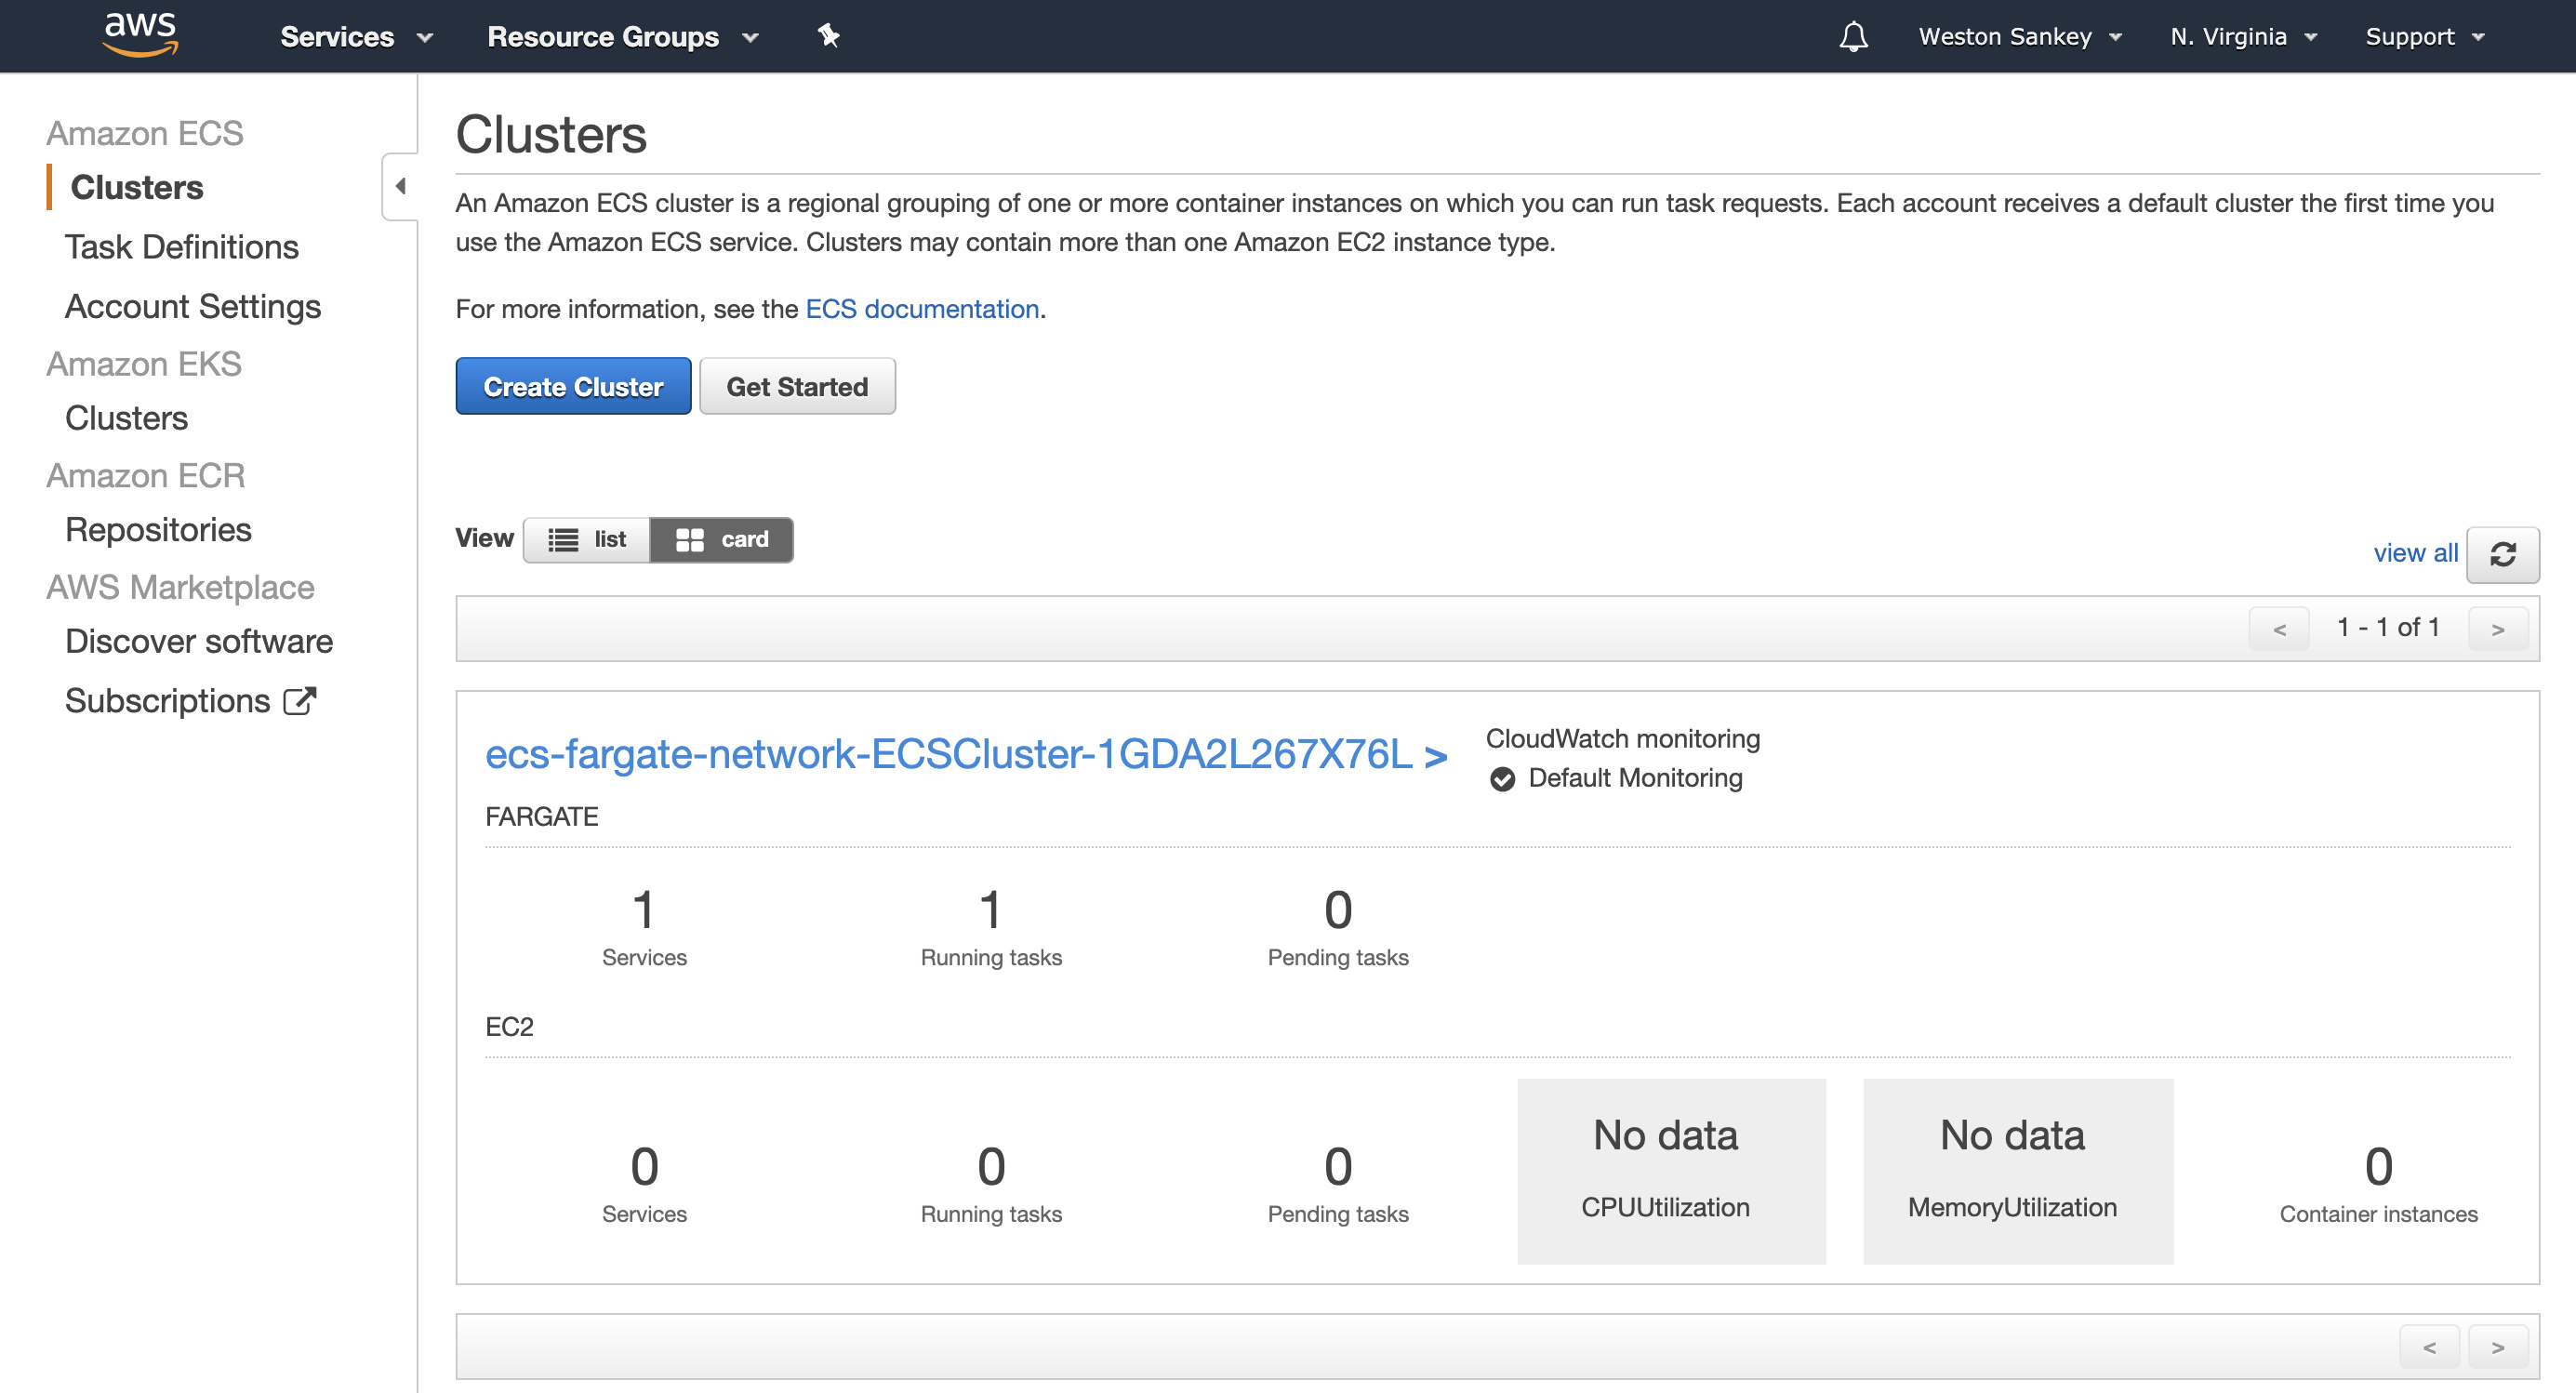 aws
Services
Resource Groups
Weston Sankey
N. Virginia
Support
Amazon ECS
Clusters
Task Definitions
Account Settings
Amazon EKS
Clusters
Amazon ECR
Repositories
AWS Marketplace
Discover software
Subscriptions
Clusters
An Amazon ECS cluster is a regional grouping of one or more container instances on which you can run task requests. Each account receives a default cluster the first time you
use the Amazon ECS service. Clusters may contain more than one Amazon EC2 instance type.
For more information, see the ECS documentation.
Create Cluster
Get Started
View
list
card
view all
< 1 - 1 of 1 >
ecs-fargate-network-ECSCluster-1GDA2L267X76L >
CloudWatch monitoring
Default Monitoring
FARGATE
1
Services
1
Running tasks
0
Pending tasks
EC2
0
Services
0
Running tasks
0
Pending tasks
No data
CPUUtilization
No data
MemoryUtilization
0
Container instances
< >